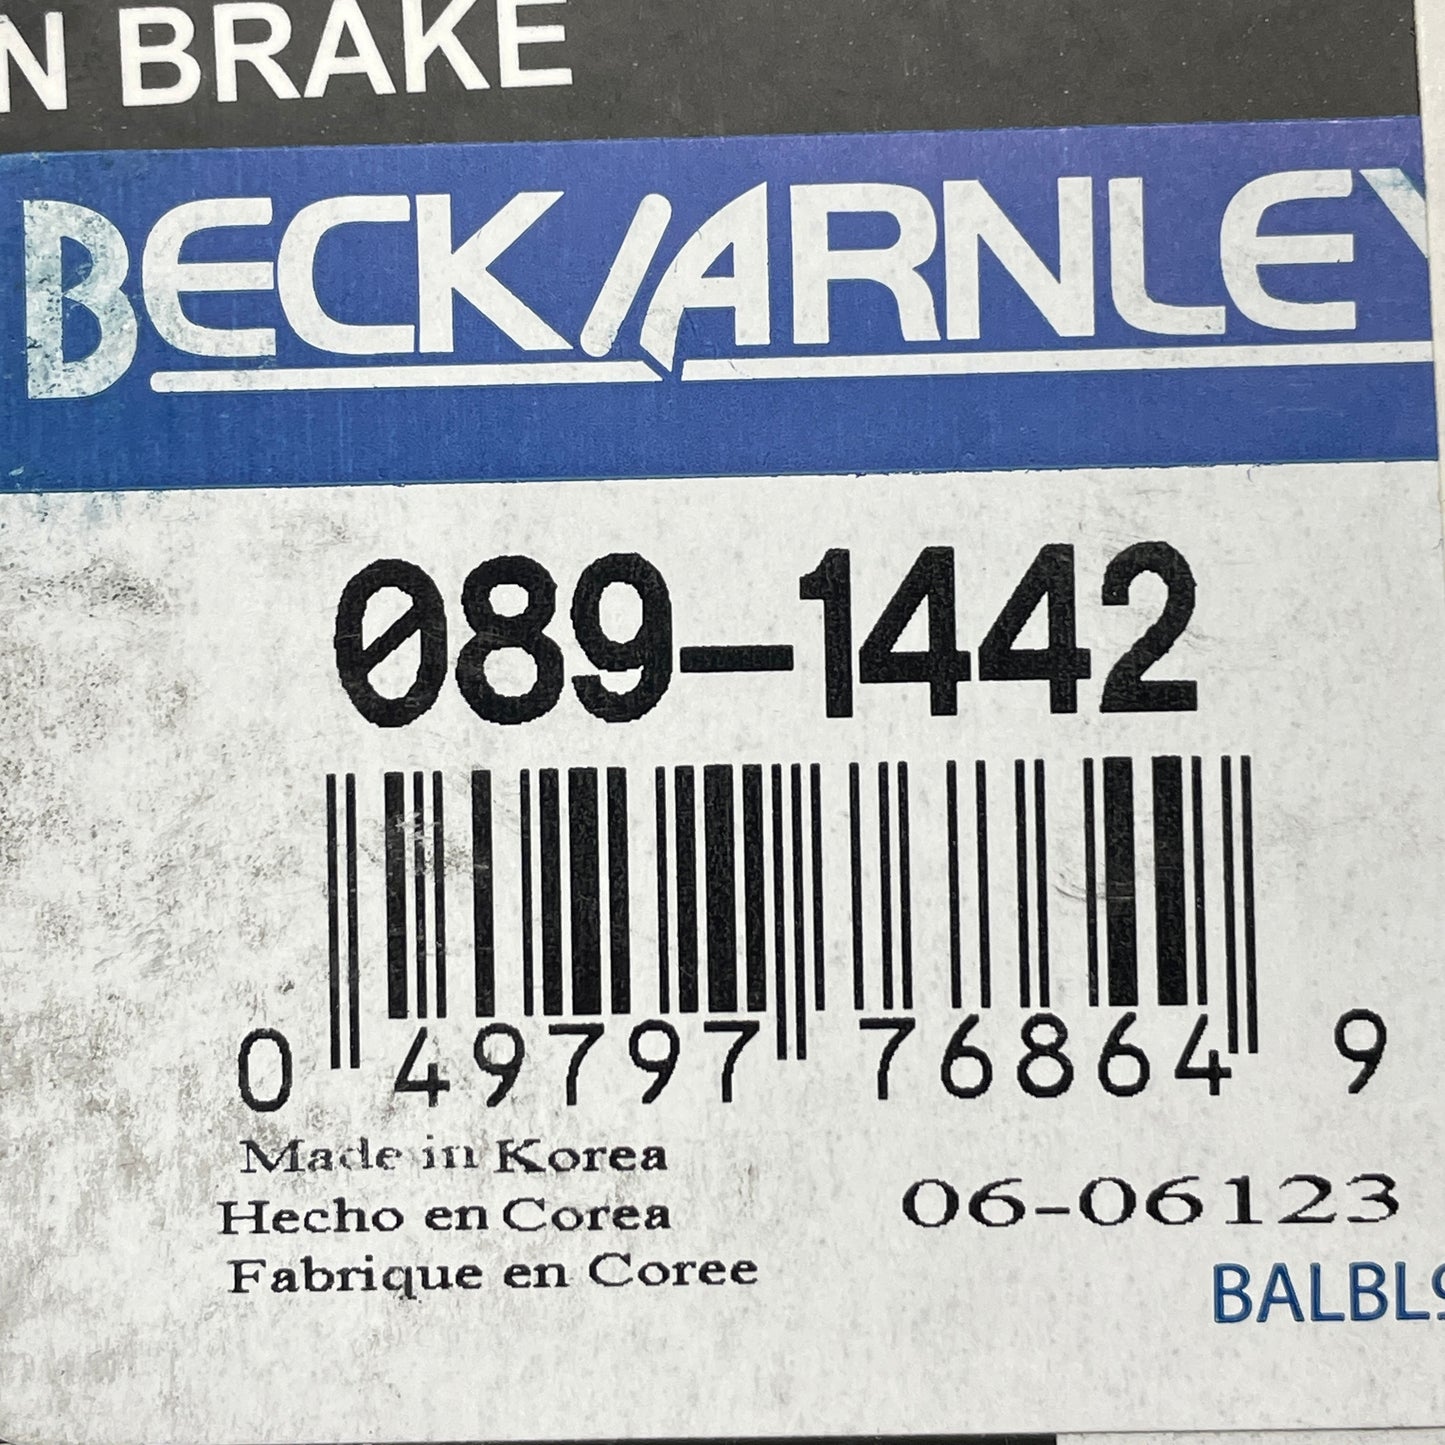 N BRAKE
BECK/ARNLEY
089-1442
0 49797 76864 9
Made in Korea
Hecho en Corea
Fabrique en Coree
06-06123
BALBL9